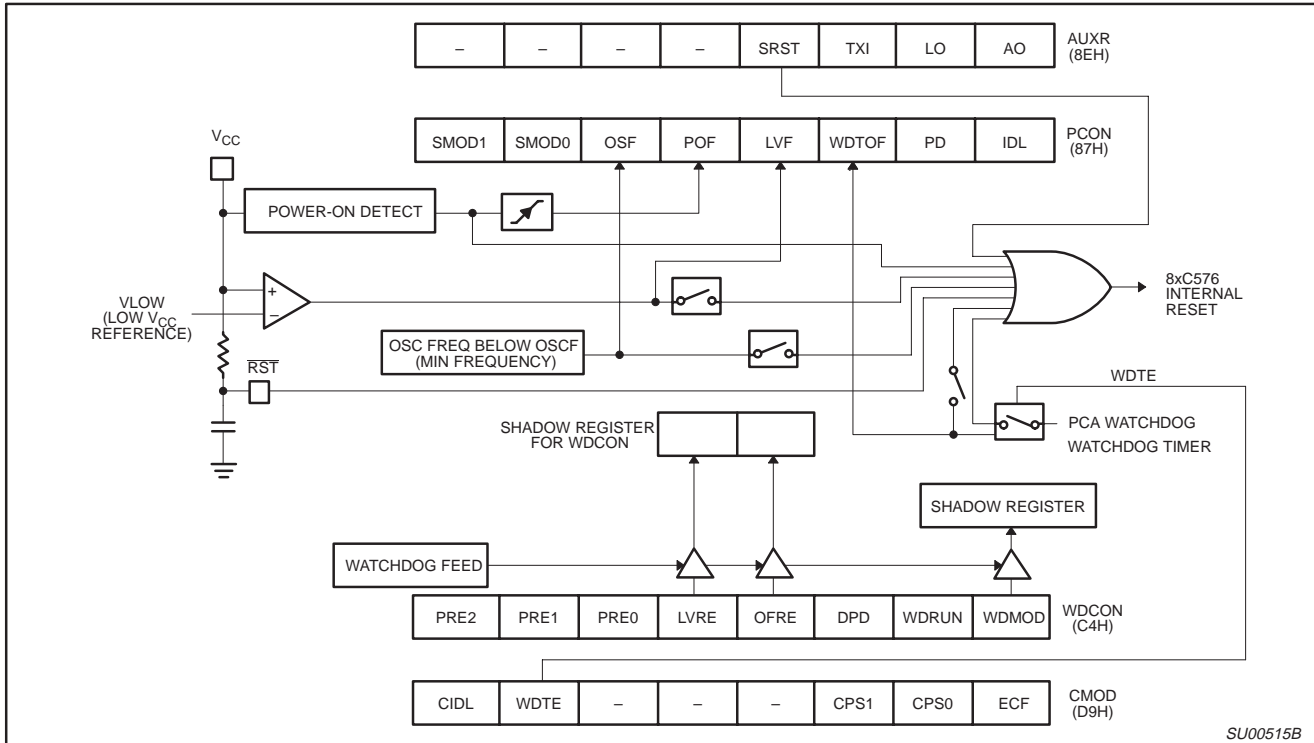 – – – – SRST TXI LO AO
AUXR
(8EH)
SMOD1 SMOD0 OSF POF LVF WDTOF PD IDL
PCON
(87H)
VCC
POWER-ON DETECT
+
–
VLOW
(LOW VCC
REFERENCE)
8xC576
INTERNAL
RESET
OSC FREQ BELOW OSCF
(MIN FREQUENCY)
RST
WDTE
PCA WATCHDOG
WATCHDOG TIMER
SHADOW REGISTER
FOR WDCON
SHADOW REGISTER
WATCHDOG FEED
PRE2 PRE1 PRE0 LVRE OFRE DPD WDRUN WDMOD
WDCON
(C4H)
CIDL WDTE – – – CPS1 CPS0 ECF
CMOD
(D9H)
SU00515B